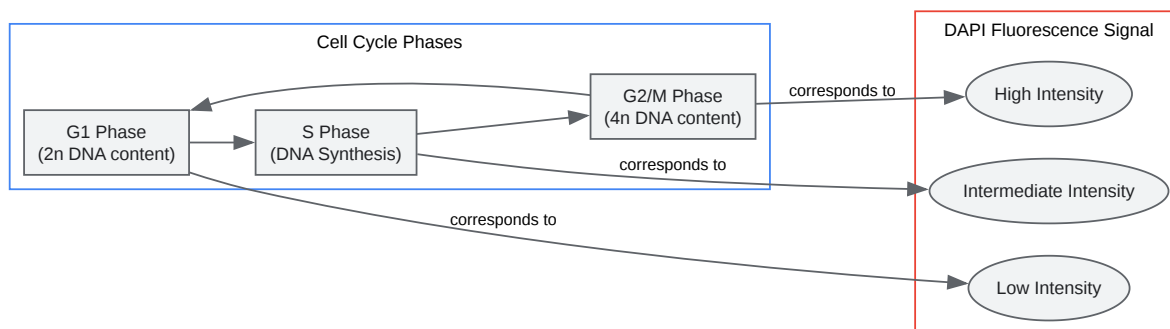 Cell Cycle Phases
DAPI Fluorescence Signal
G1 Phase
(2n DNA content)
S Phase
(DNA Synthesis)
G2/M Phase
(4n DNA content)
corresponds to
High Intensity
corresponds to
Intermediate Intensity
corresponds to
Low Intensity